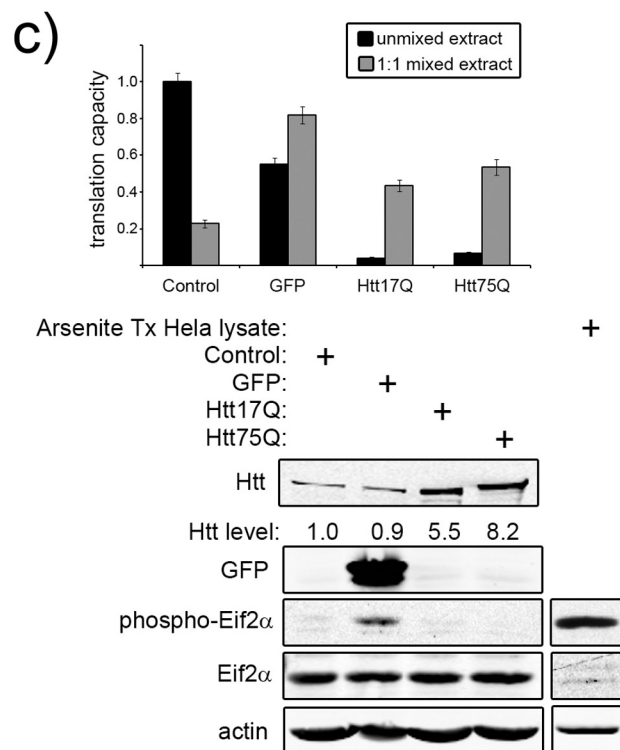 c)
unmixed extract
1:1 mixed extract
translation capacity
1.0
0.8
0.6
0.4
0.2
Control GFP Htt17Q Htt75Q
Arsenite Tx Hela lysate: +
Control: +
GFP: +
Htt17Q: +
Htt75Q: +
Htt
Htt level: 1.0 0.9 5.5 8.2
GFP
phospho-Eif2α
Eif2α
actin